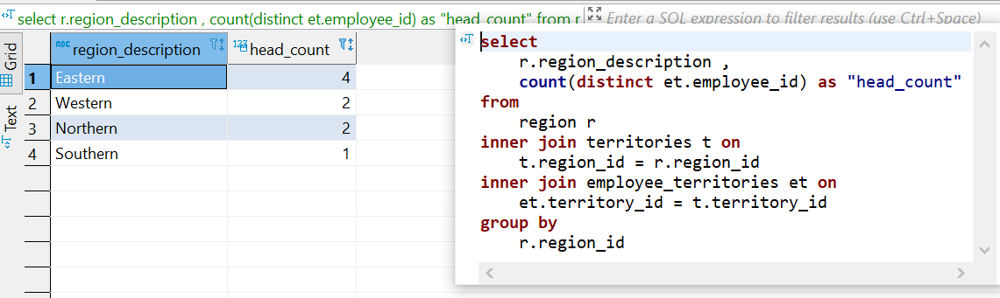 select r.region_description , count(distinct et.employee_id) as "head_count" from r
Enter a SQL expression to filter results (use Ctrl+Space)
Grid
Text
ABC region_description 123 head_count
1 Eastern 4
2 Western 2
3 Northern 2
4 Southern 1
select
r.region_description ,
count(distinct et.employee_id) as "head_count"
from
region r
inner join territories t on
t.region_id = r.region_id
inner join employee_territories et on
et.territory_id = t.territory_id
group by
r.region_id